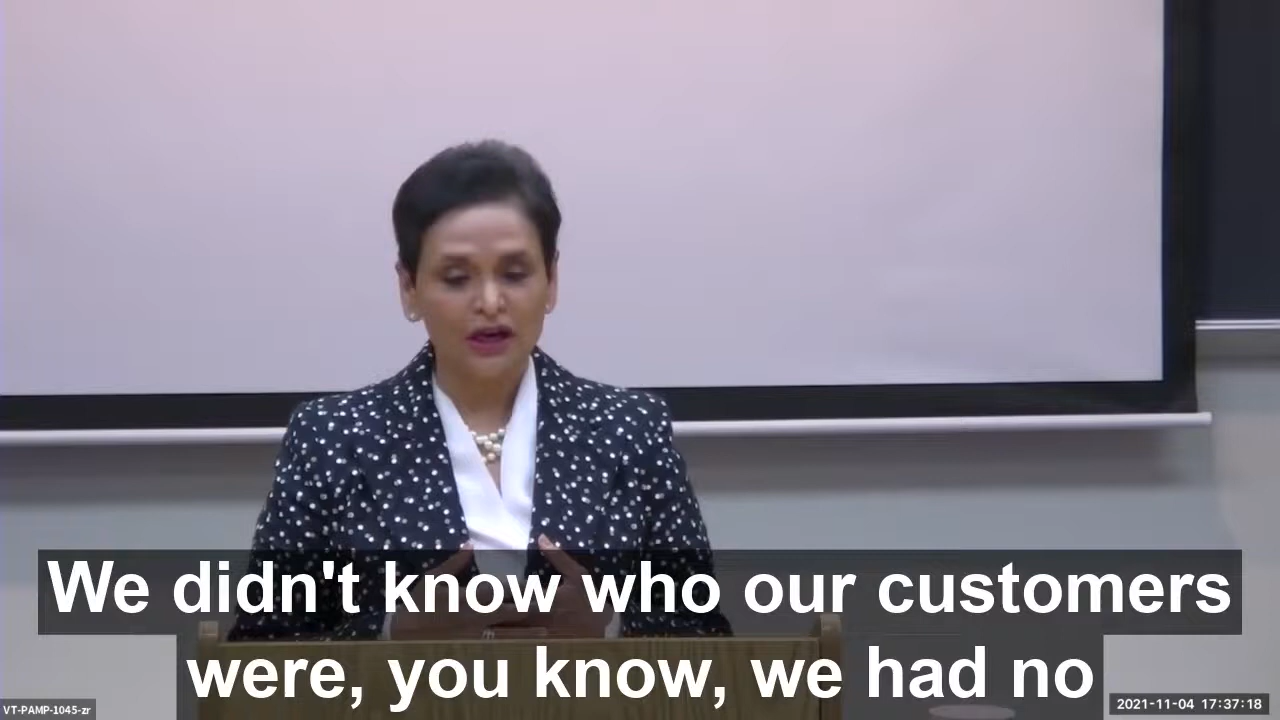 We didn't know who our customers
were, you know, we had no
VT-PAMP-1045-zr
2021-11-04 17:37:18